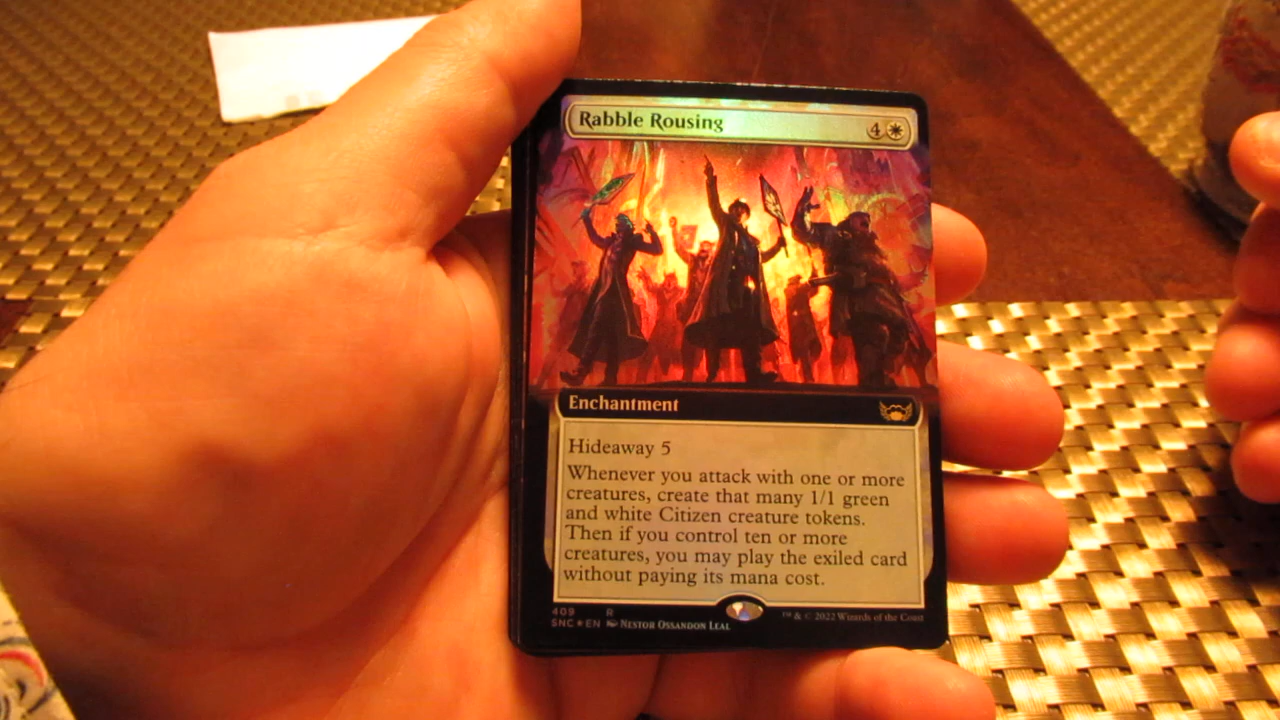 Rabble Rousing 4
Enchantment
Hideaway 5
Whenever you attack with one or more
creatures, create that many 1/1 green
and white Citizen creature tokens.
Then if you control ten or more
creatures, you may play the exiled card
without paying its mana cost.
409 R
SNC★EN Nestor Ossandon Leal
™ & © 2022 Wizards of the Coast